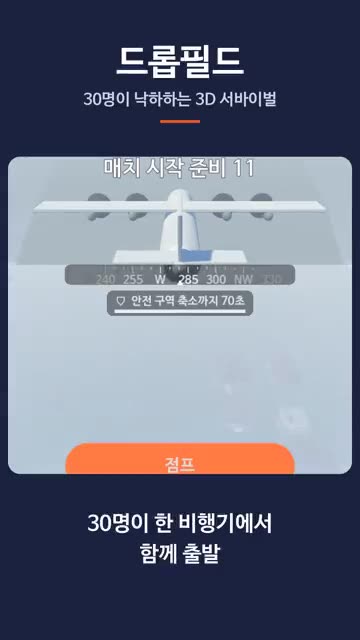 드롭필드
30명이 낙하하는 3D 서바이벌
매치 시작 준비 11
240 255 W 285 300 NW 330
안전 구역 축소까지 70초
점프
30명이 한 비행기에서
함께 출발